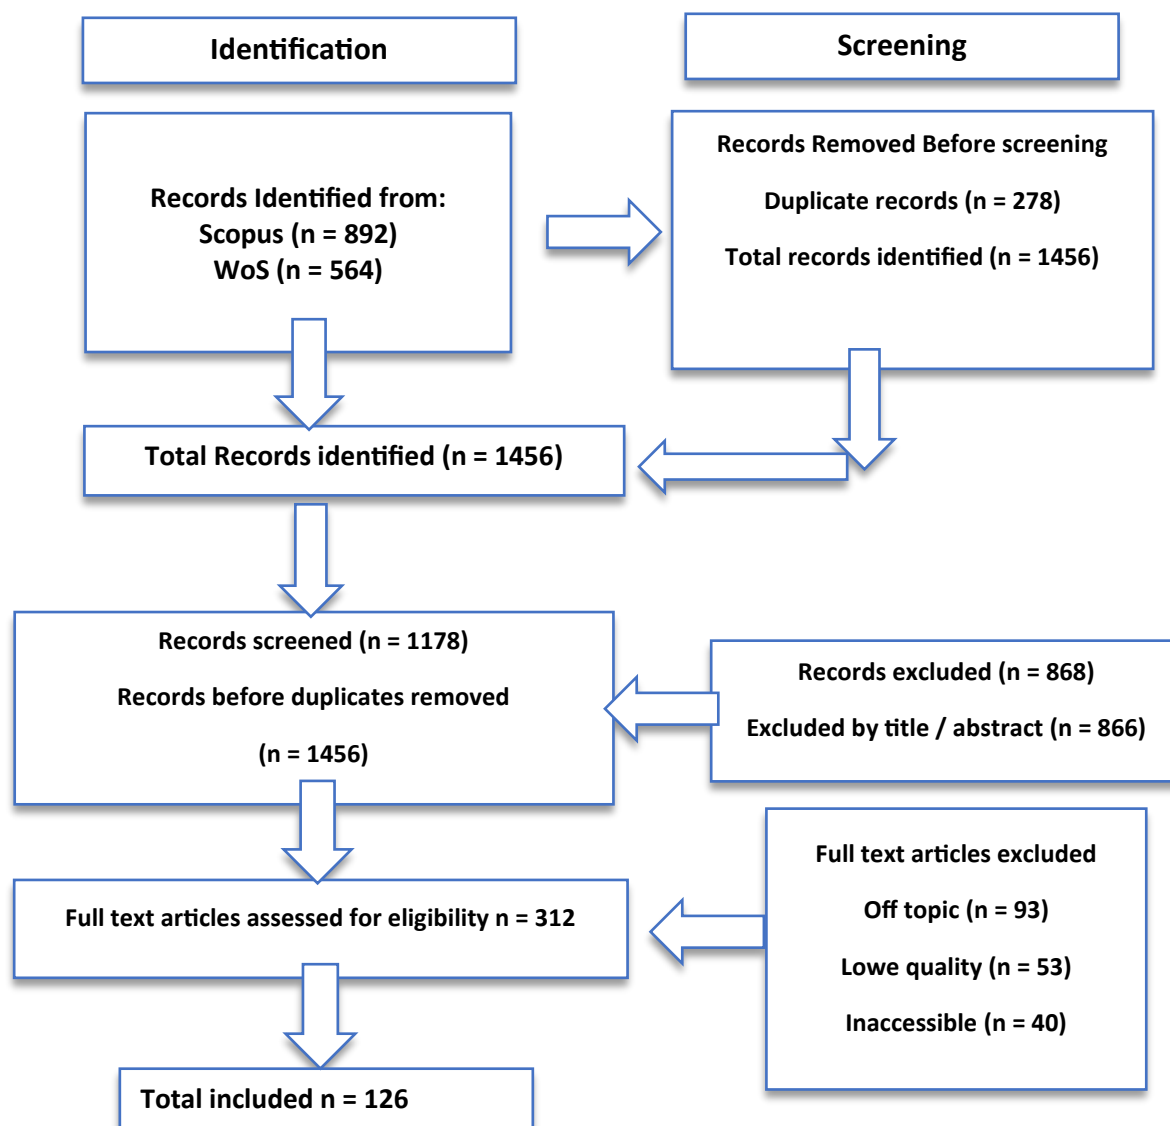 Identification
Screening
Records Identified from:
Scopus (n = 892)
WoS (n = 564)
Records Removed Before screening
Duplicate records (n = 278)
Total records identified (n = 1456)
Total Records identified (n = 1456)
Records screened (n = 1178)
Records before duplicates removed
(n = 1456)
Records excluded (n = 868)
Excluded by title / abstract (n = 866)
Full text articles assessed for eligibility n = 312
Full text articles excluded
Off topic (n = 93)
Lowe quality (n = 53)
Inaccessible (n = 40)
Total included n = 126